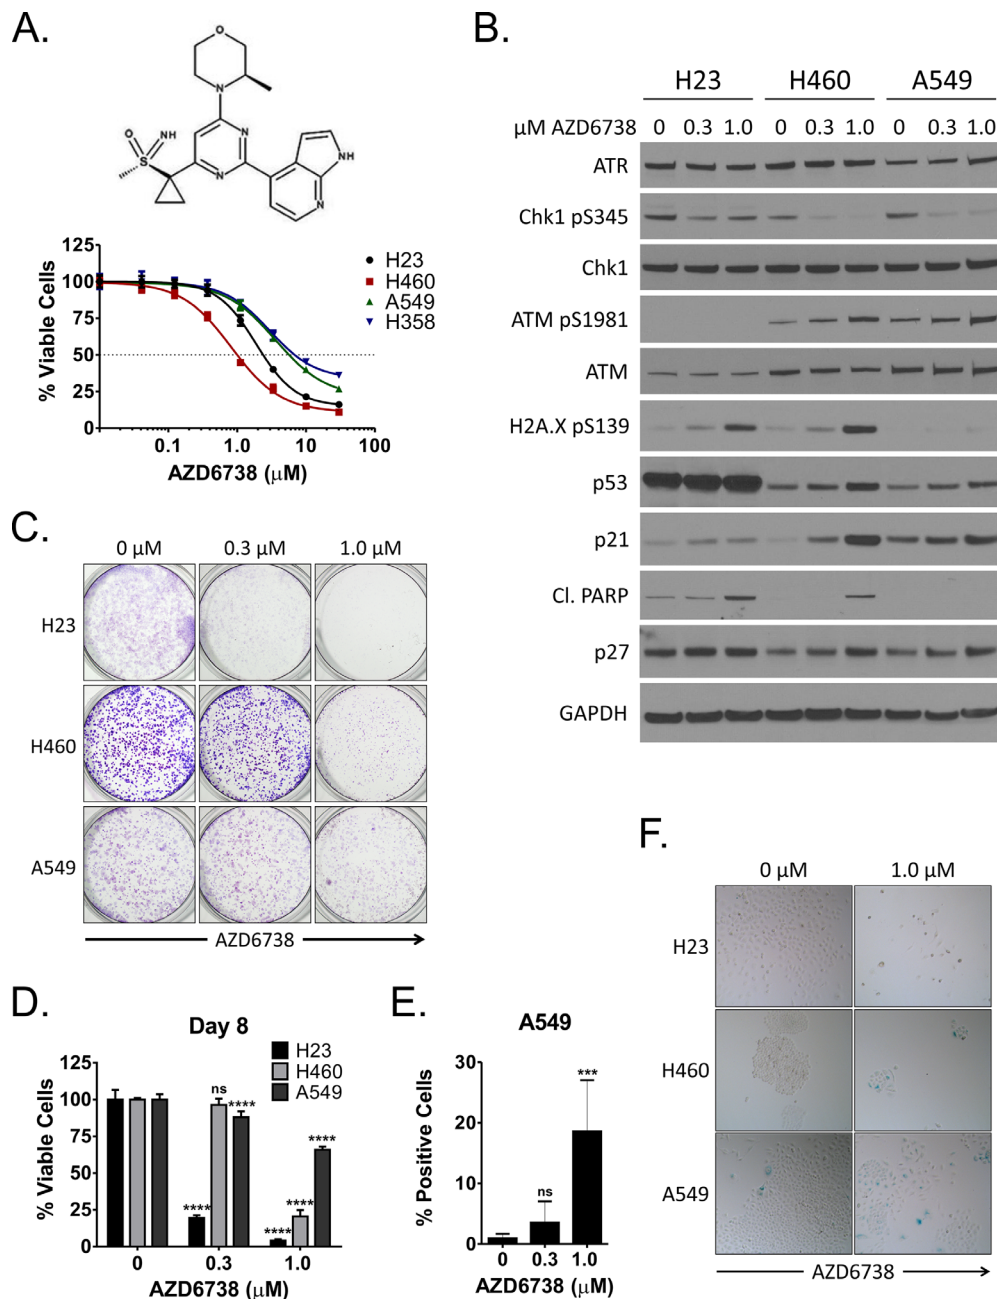 A.
O
N
O
NH
S
N
N
NH
N
125
100
75
50
25
0
% Viable Cells
0.1
1.0
10
100
AZD6738 (µM)
H23
H460
A549
H358
B.
H23
H460
A549
µM AZD6738
0
0.3
1.0
0
0.3
1.0
0
0.3
1.0
ATR
Chk1 pS345
Chk1
ATM pS1981
ATM
H2A.X pS139
p53
p21
Cl. PARP
p27
GAPDH
C.
0 µM
0.3 µM
1.0 µM
H23
H460
A549
AZD6738
D.
Day 8
H23
H460
A549
125
100
75
50
25
0
% Viable Cells
****
ns
****
****
****
****
0
0.3
1.0
AZD6738 (µM)
E.
A549
30
20
10
0
% Positive Cells
ns
***
0
0.3
1.0
AZD6738 (µM)
F.
0 µM
1.0 µM
H23
H460
A549
AZD6738